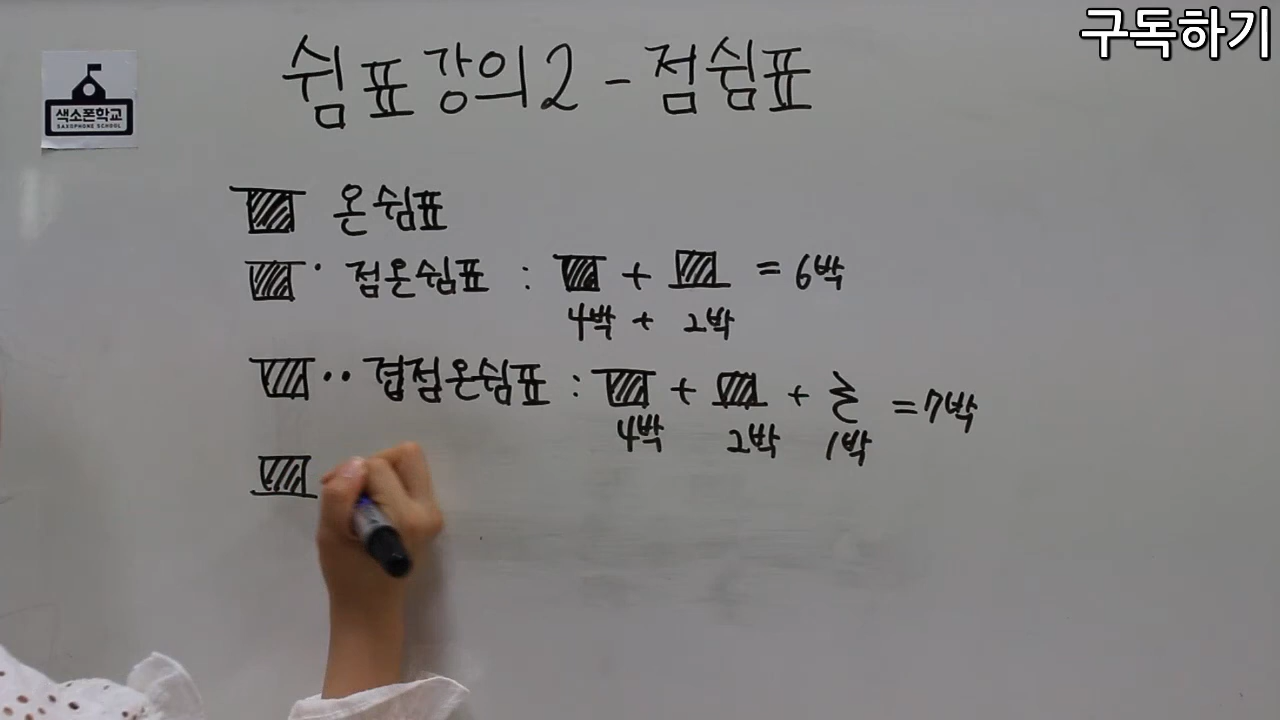 구독하기
색소폰학교
SAXOPHONE SCHOOL
쉼표강의2 - 점쉼표
온쉼표
점온쉼표 : + = 6박
4박 + 2박
겹점온쉼표 : + + = 7박
4박 2박 1박